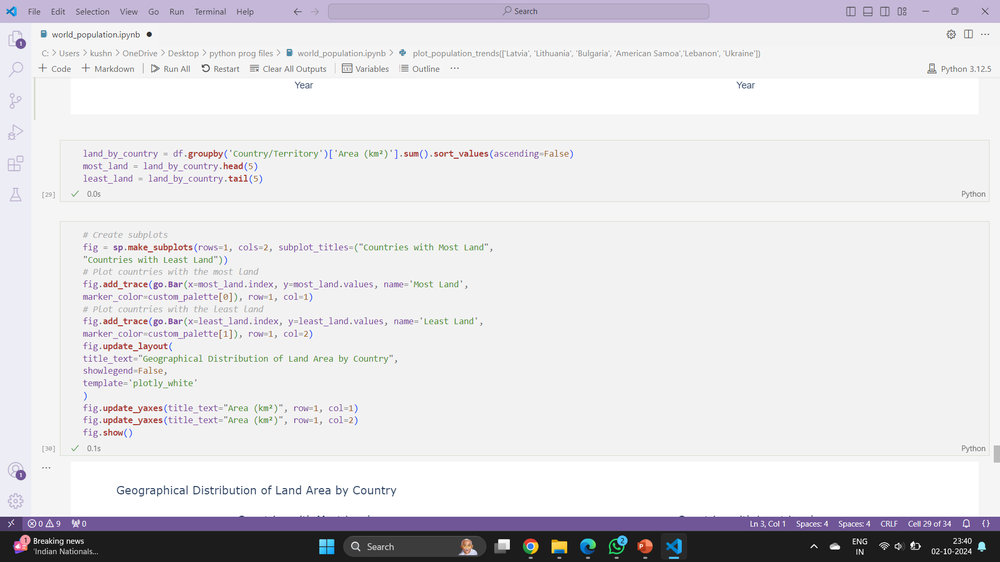 File Edit Selection View Go Run Terminal Help
Search
world_population.ipynb
1
C: > Users > kushn > OneDrive > Desktop > python prog files > world_population.ipynb > plot_population_trends(['Latvia', 'Lithuania', 'Bulgaria', 'American Samoa','Lebanon', 'Ukraine'])
+ Code + Markdown | Run All Restart Clear All Outputs | Variables Outline ...
Python 3.12.5
Year Year
land_by_country = df.groupby('Country/Territory')['Area (km²)'].sum().sort_values(ascending=False)
most_land = land_by_country.head(5)
least_land = land_by_country.tail(5)
[29] 0.0s Python
# Create subplots
fig = sp.make_subplots(rows=1, cols=2, subplot_titles=("Countries with Most Land",
"Countries with Least Land"))
# Plot countries with the most land
fig.add_trace(go.Bar(x=most_land.index, y=most_land.values, name='Most Land',
marker_color=custom_palette[0]), row=1, col=1)
# Plot countries with the least land
fig.add_trace(go.Bar(x=least_land.index, y=least_land.values, name='Least Land',
marker_color=custom_palette[1]), row=1, col=2)
fig.update_layout(
title_text="Geographical Distribution of Land Area by Country",
showlegend=False,
template='plotly_white'
)
fig.update_yaxes(title_text="Area (km²)", row=1, col=1)
fig.update_yaxes(title_text="Area (km²)", row=1, col=2)
fig.show()
[30] 0.1s Python
...
1
Geographical Distribution of Land Area by Country
0 9 0
Ln 3, Col 1 Spaces: 4 Spaces: 4 CRLF Cell 29 of 34 {}
1
Breaking news
'Indian Nationals...
Search
2
ENG
IN
23:40
02-10-2024